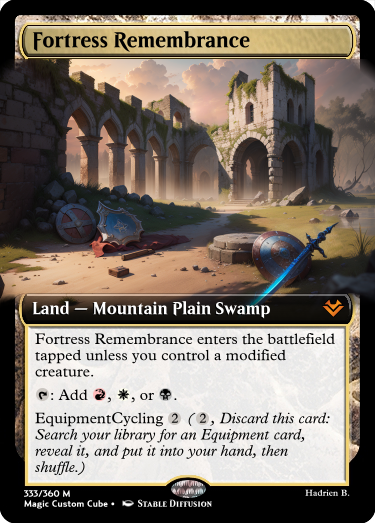 Fortress Remembrance
Land — Mountain Plain Swamp
Fortress Remembrance enters the battlefield
tapped unless you control a modified
creature.
: Add , , or .
EquipmentCycling 2 ( 2, Discard this card:
Search your library for an Equipment card,
reveal it, and put it into your hand, then
shuffle.)
333/360 M
Hadrien B.
Magic Custom Cube • Stable Diffusion